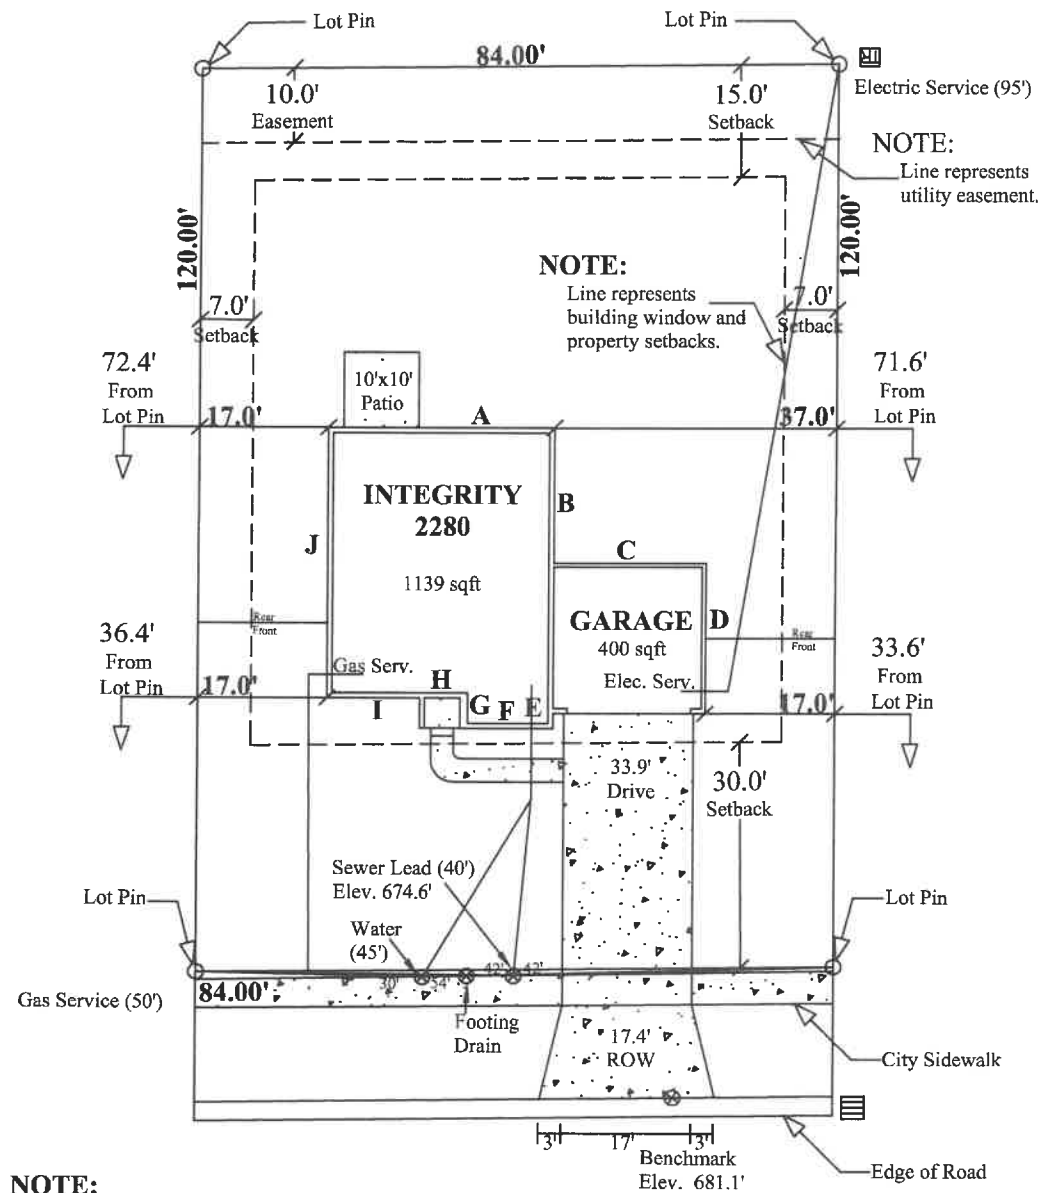 Lot Pin
Lot Pin
84.00'
10.0'
Easement
15.0'
Setback
Electric Service (95')
NOTE:
Line represents
utility easement.
120.00'
120.00'
NOTE:
Line represents
building window and
property setbacks.
7.0'
Setback
7.0'
Setback
72.4'
From
Lot Pin
71.6'
From
Lot Pin
10'x10'
Patio
17.0'
A
37.0'
INTEGRITY
2280
B
J
C
1139 sqft
GARAGE
400 sqft
D
Rear
Front
Rear
Front
36.4'
From
Lot Pin
33.6'
From
Lot Pin
Gas Serv.
H
Elec. Serv.
17.0'
I
G
F
E
17.0'
33.9'
Drive
30.0'
Setback
Sewer Lead (40')
Elev. 674.6'
Lot Pin
Lot Pin
Water
(45')
30'
54'
42'
42'
Gas Service (50')
84.00'
Footing
Drain
17.4'
ROW
City Sidewalk
3'
17'
3'
Benchmark
Elev. 681.1'
Edge of Road
NOTE: